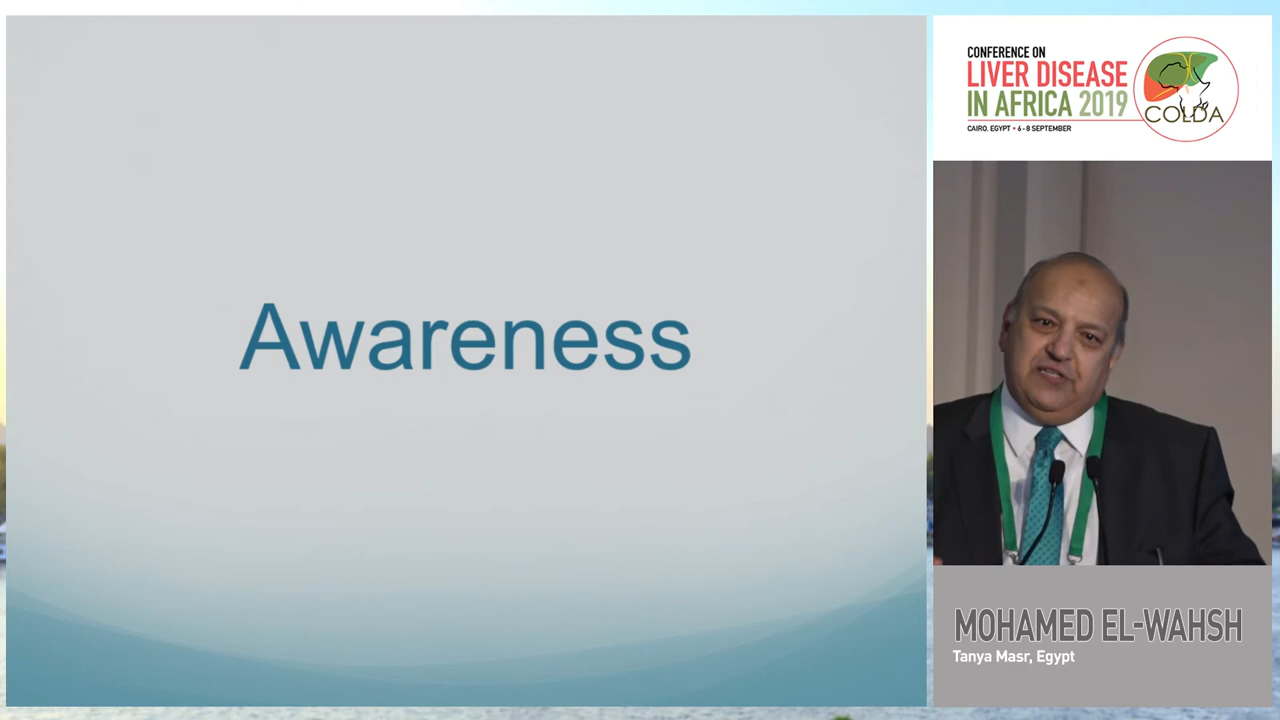 Awareness
CONFERENCE ON
LIVER DISEASE
IN AFRICA 2019
CAIRO, EGYPT • 6 - 8 SEPTEMBER
COLDA
MOHAMED EL-WAHSH
Tanya Masr, Egypt